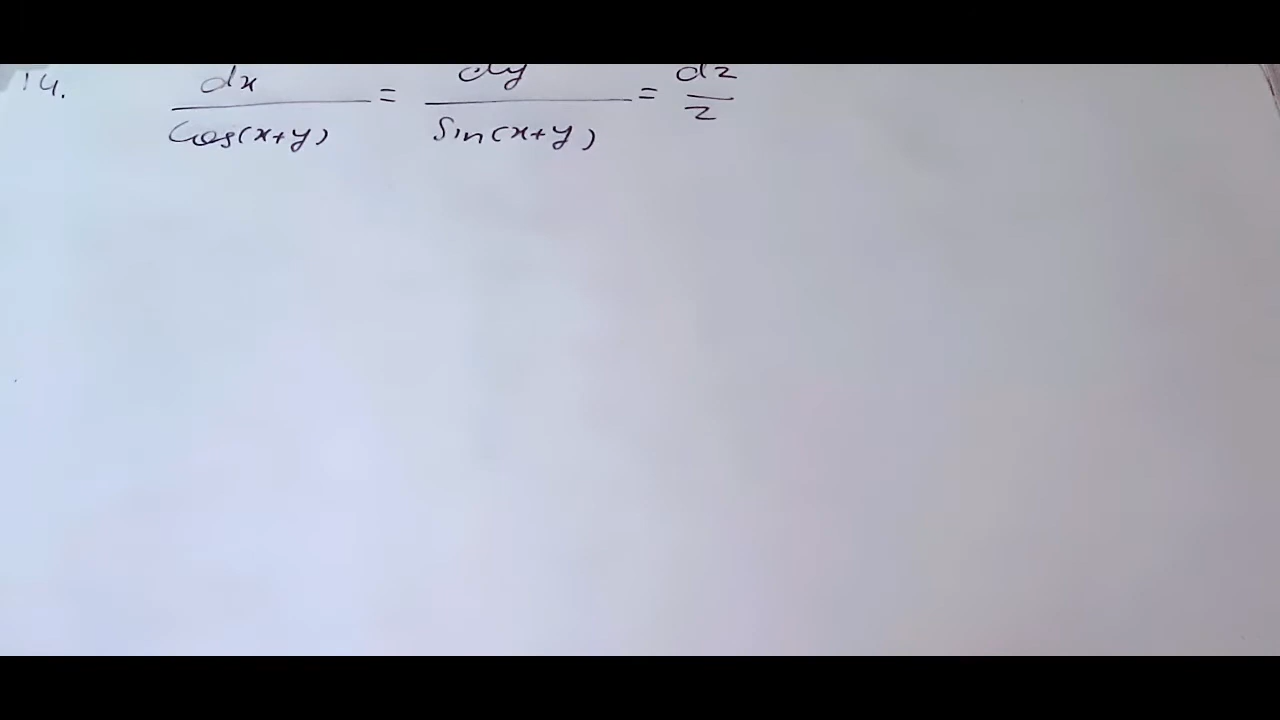 14. dx/cos(x+y) = dy/sin(x+y) = dz/z